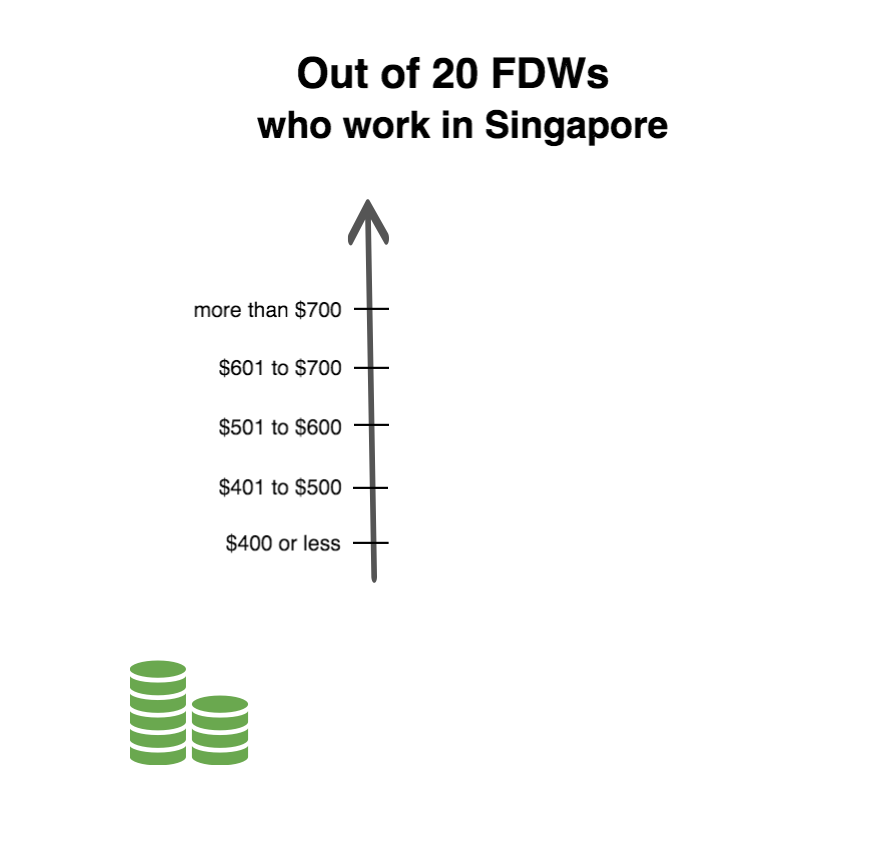 Out of 20 FDWs
who work in Singapore
more than $700
$601 to $700
$501 to $600
$401 to $500
$400 or less